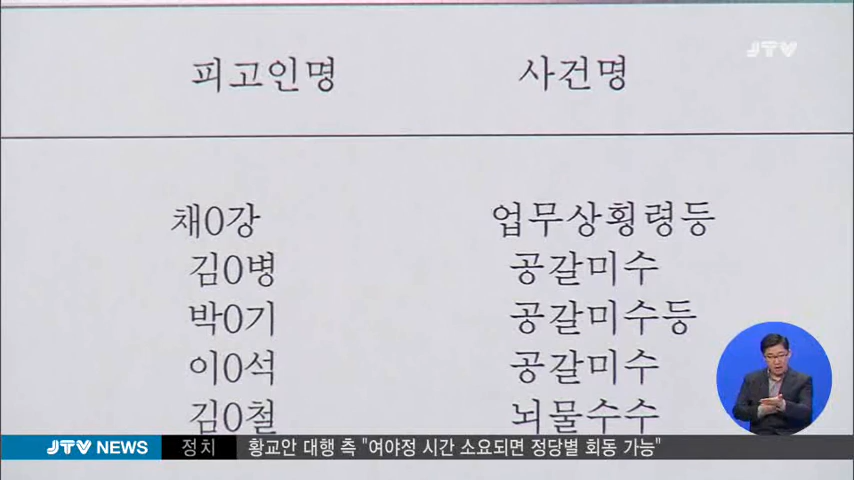 JTV
피고인명 사건명
채0강 업무상횡령등
김0병 공갈미수
박0기 공갈미수등
이0석 공갈미수
김0철 뇌물수수
JTV NEWS 정치 황교안 대행 측 "여야정 시간 소요되면 정당별 회동 가능"